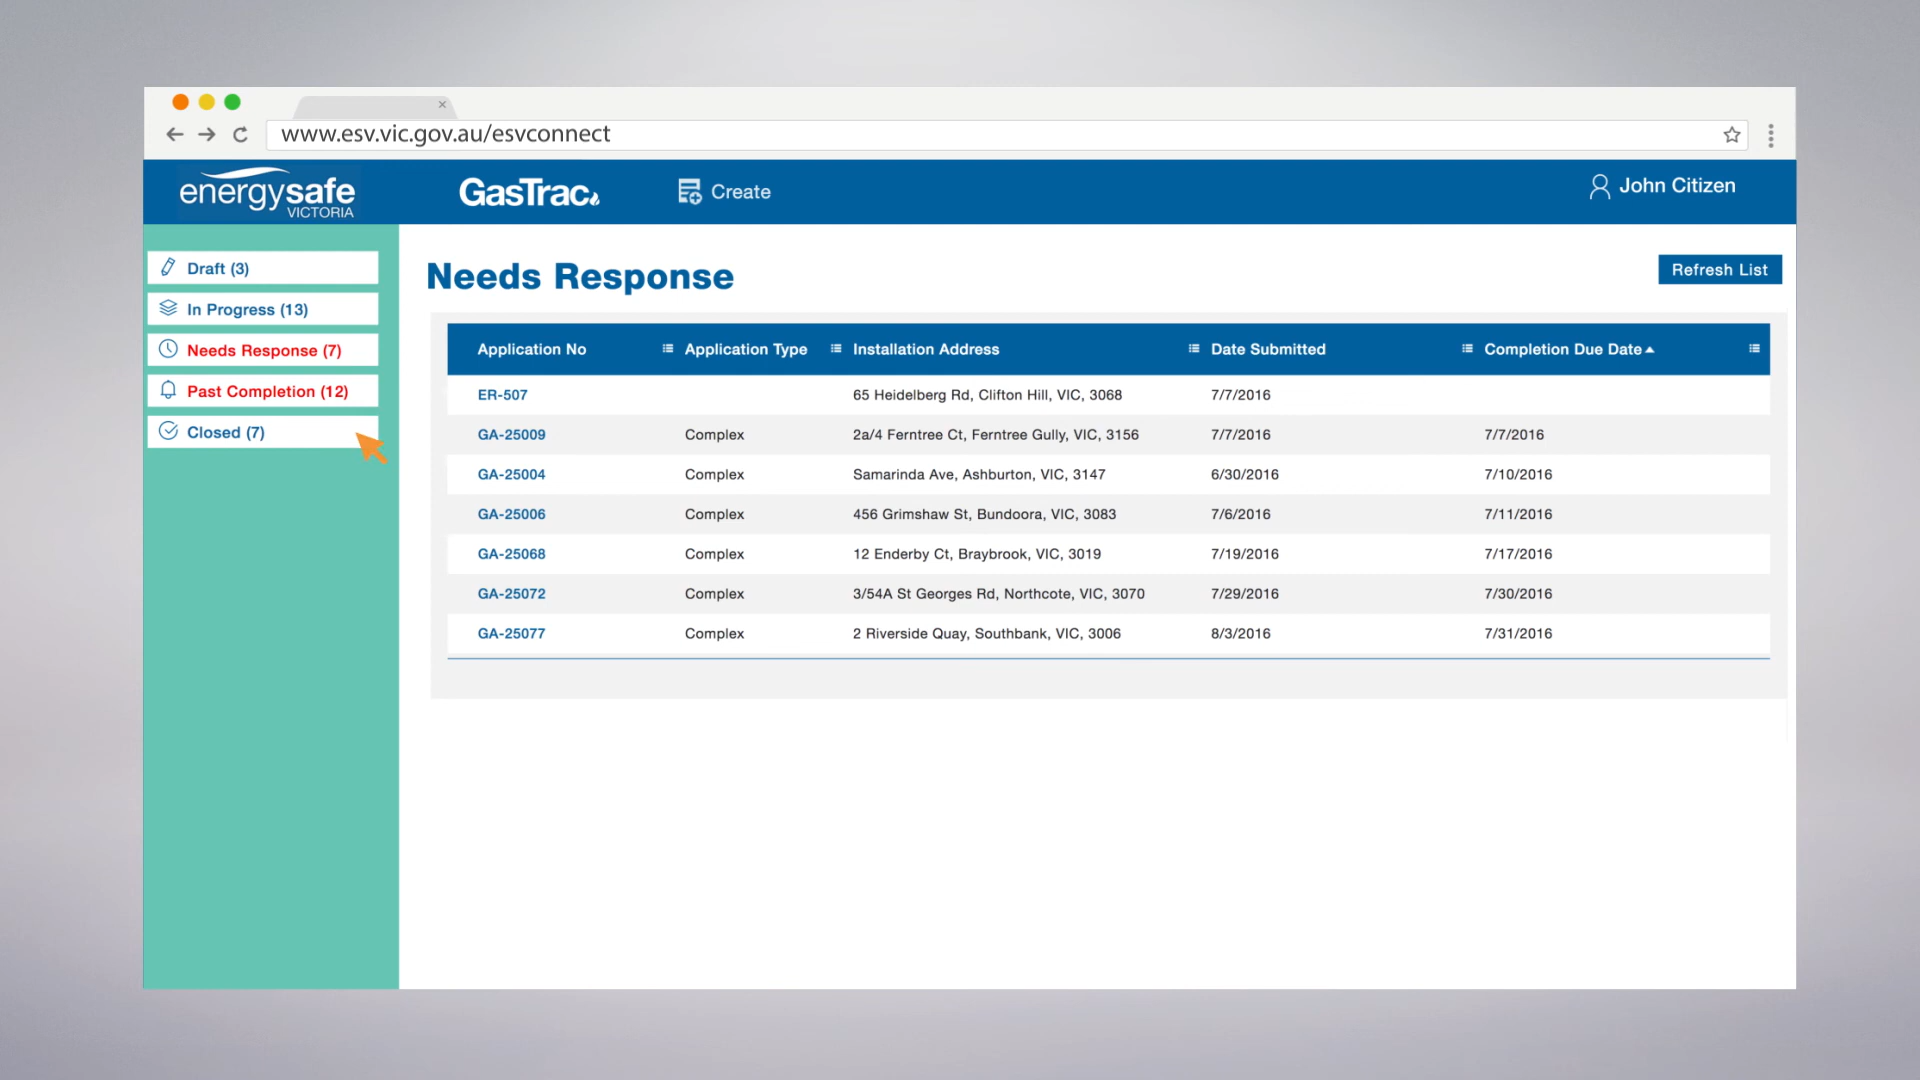 www.esv.vic.gov.au/esvconnect
energysafe
VICTORIA
GasTrac
Create
John Citizen
Draft (3)
In Progress (13)
Needs Response (7)
Past Completion (12)
Closed (7)
Needs Response
Refresh List
Application No Application Type Installation Address Date Submitted Completion Due Date
ER-507 65 Heidelberg Rd, Clifton Hill, VIC, 3068 7/7/2016
GA-25009 Complex 2a/4 Ferntree Ct, Ferntree Gully, VIC, 3156 7/7/2016 7/7/2016
GA-25004 Complex Samarinda Ave, Ashburton, VIC, 3147 6/30/2016 7/10/2016
GA-25006 Complex 456 Grimshaw St, Bundoora, VIC, 3083 7/6/2016 7/11/2016
GA-25068 Complex 12 Enderby Ct, Braybrook, VIC, 3019 7/19/2016 7/17/2016
GA-25072 Complex 3/54A St Georges Rd, Northcote, VIC, 3070 7/29/2016 7/30/2016
GA-25077 Complex 2 Riverside Quay, Southbank, VIC, 3006 8/3/2016 7/31/2016